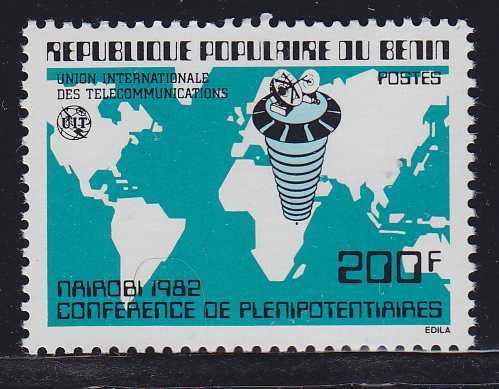 REPUBLIQUE POPULAIRE DU BENIN
UNION INTERNATIONALE
DES TELECOMMUNICATIONS
POSTES
UIT
200F
NAIROBI 1982
CONFERENCE DE PLENIPOTENTIAIRES
EDILA